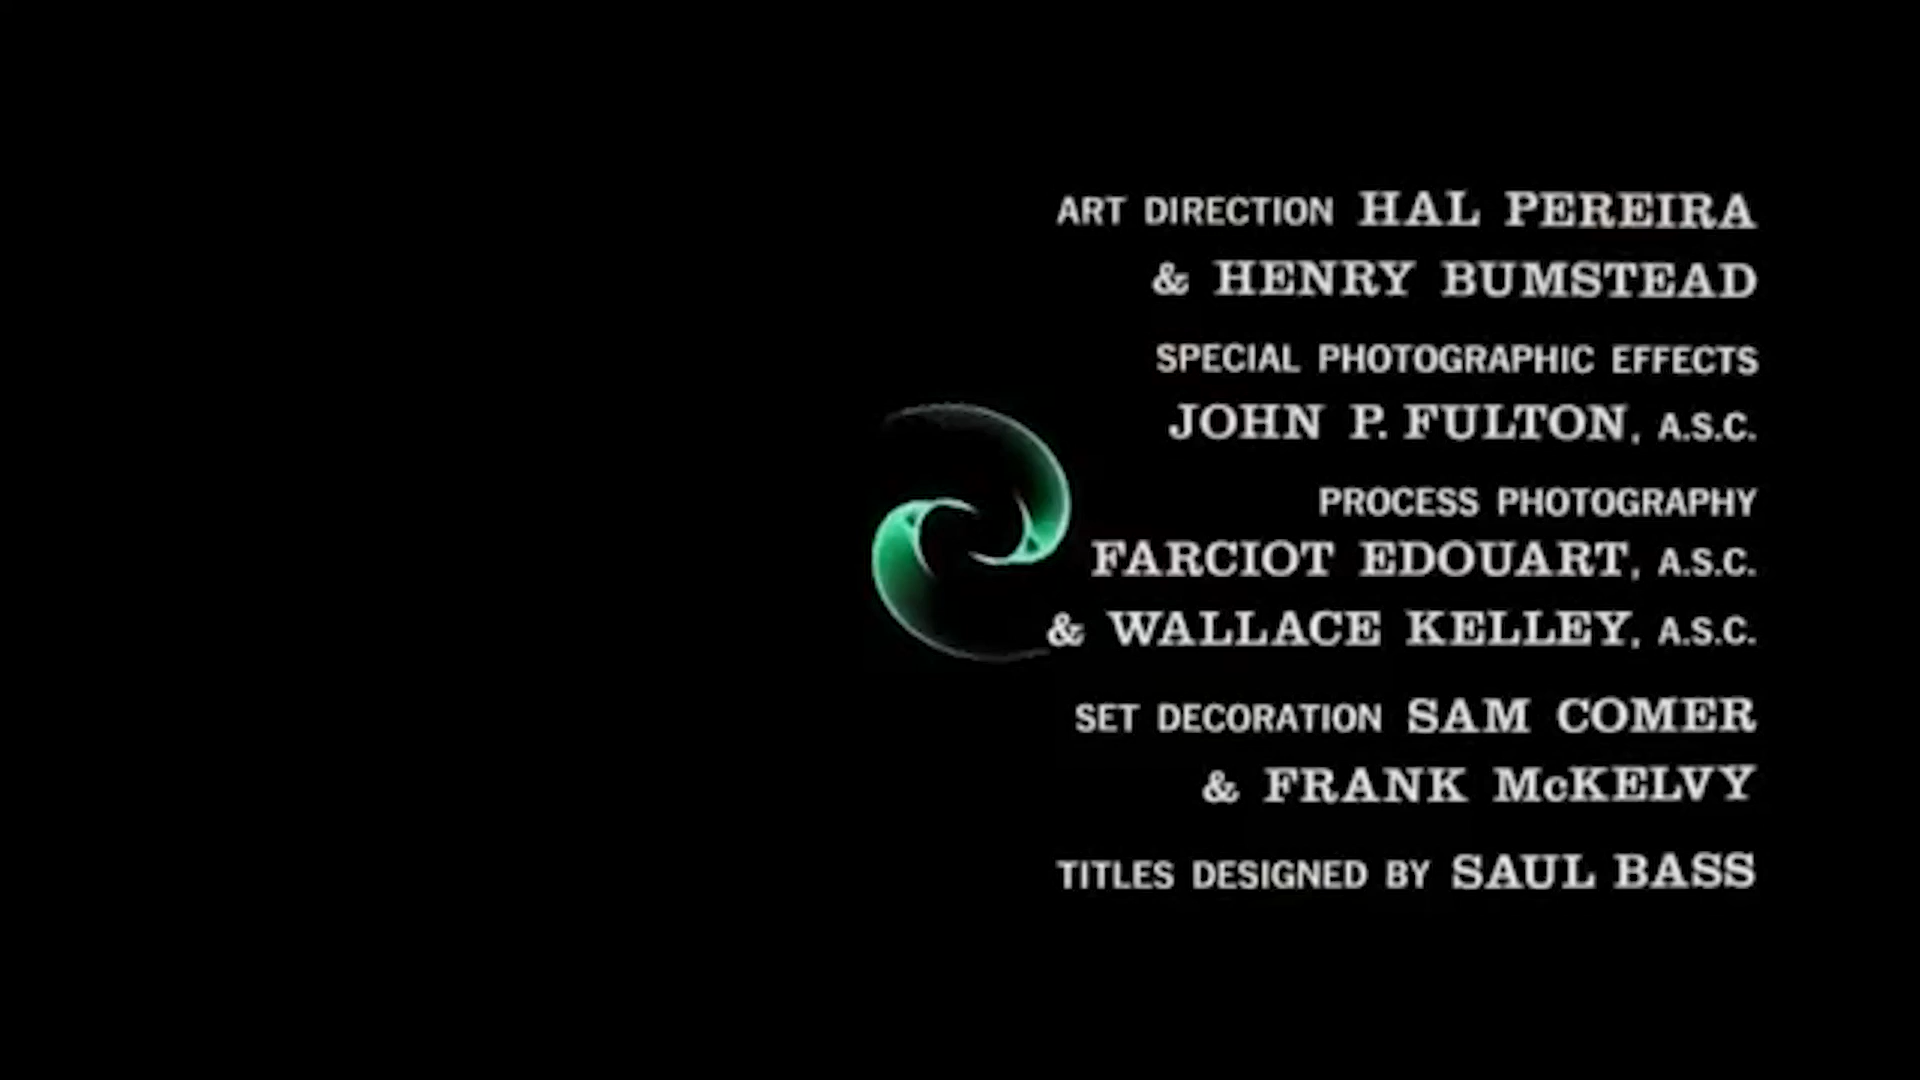 ART DIRECTION HAL PEREIRA
& HENRY BUMSTEAD
SPECIAL PHOTOGRAPHIC EFFECTS
JOHN P. FULTON, A.S.C.
PROCESS PHOTOGRAPHY
FARCIOT EDOUART, A.S.C.
& WALLACE KELLEY, A.S.C.
SET DECORATION SAM COMER
& FRANK McKELVY
TITLES DESIGNED BY SAUL BASS